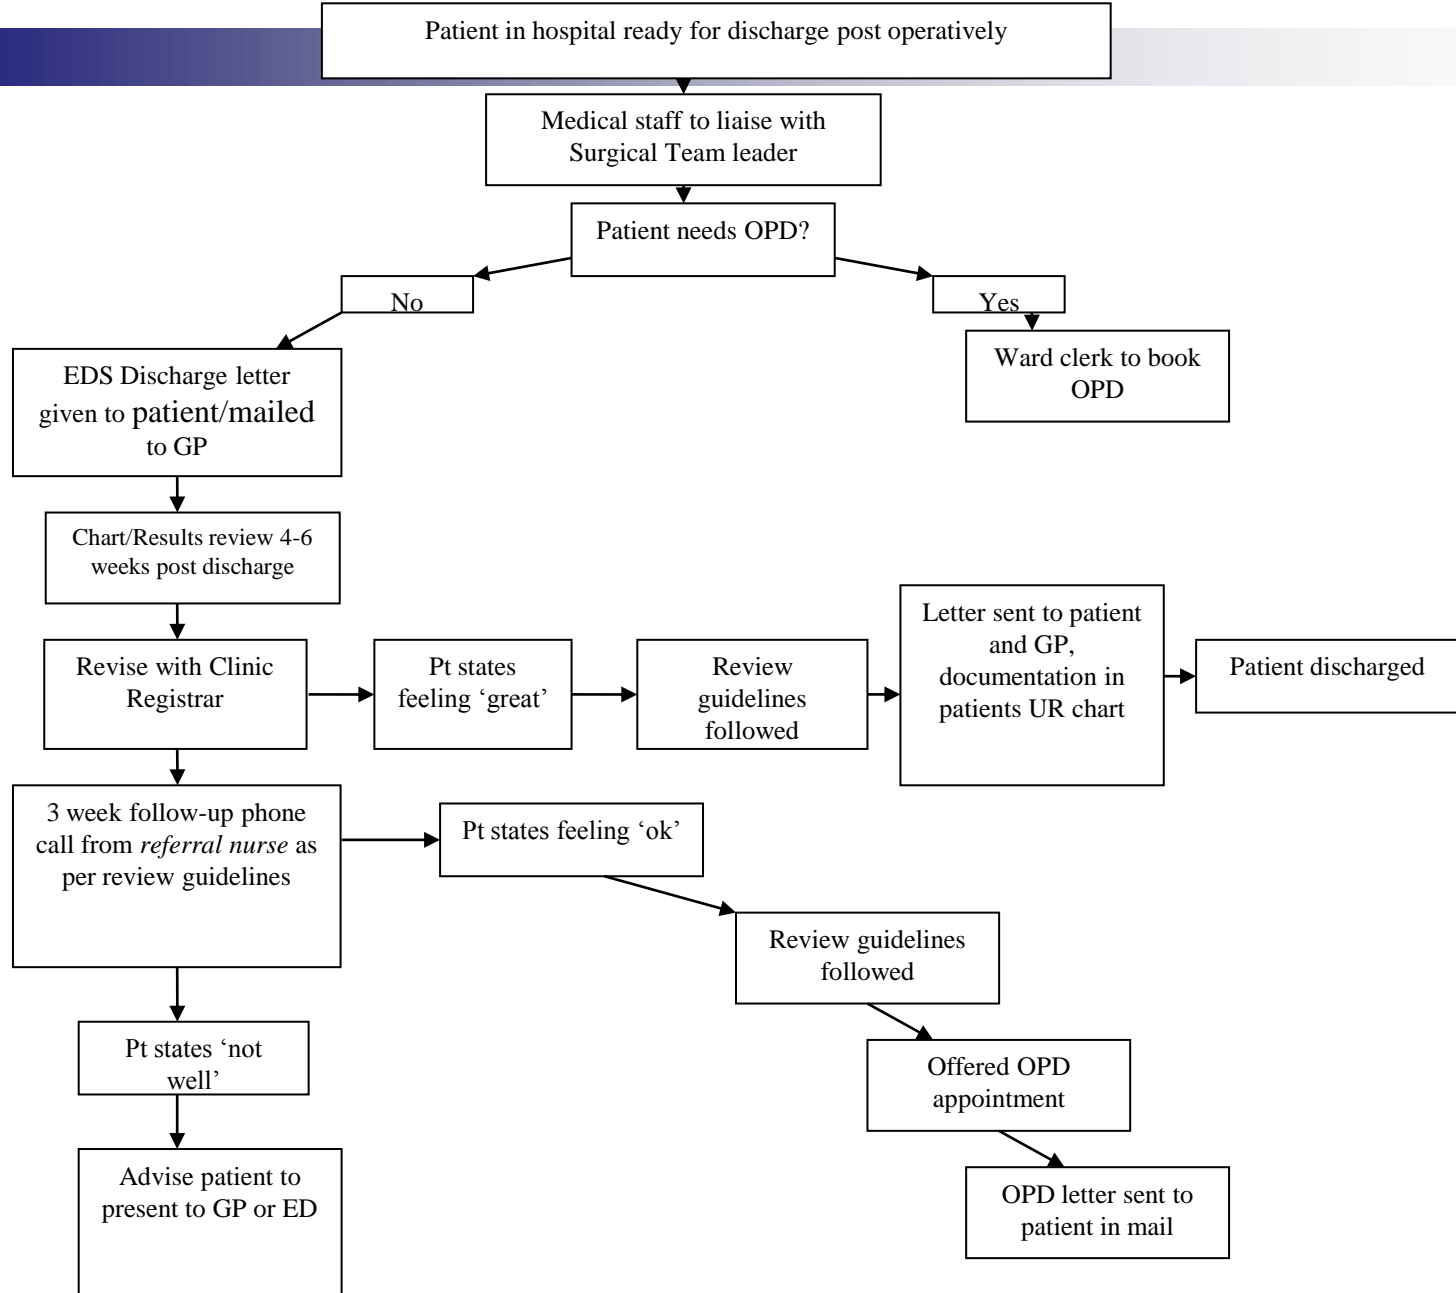 Patient in hospital ready for discharge post operatively
Medical staff to liaise with
Surgical Team leader
Patient needs OPD?
No
Yes
EDS Discharge letter
given to patient/mailed
to GP
Ward clerk to book
OPD
Chart/Results review 4-6
weeks post discharge
Revise with Clinic
Registrar
Pt states
feeling ‘great’
Review
guidelines
followed
Letter sent to patient
and GP,
documentation in
patients UR chart
Patient discharged
3 week follow-up phone
call from referral nurse as
per review guidelines
Pt states feeling ‘ok’
Review guidelines
followed
Pt states ‘not
well’
Offered OPD
appointment
Advise patient to
present to GP or ED
OPD letter sent to
patient in mail